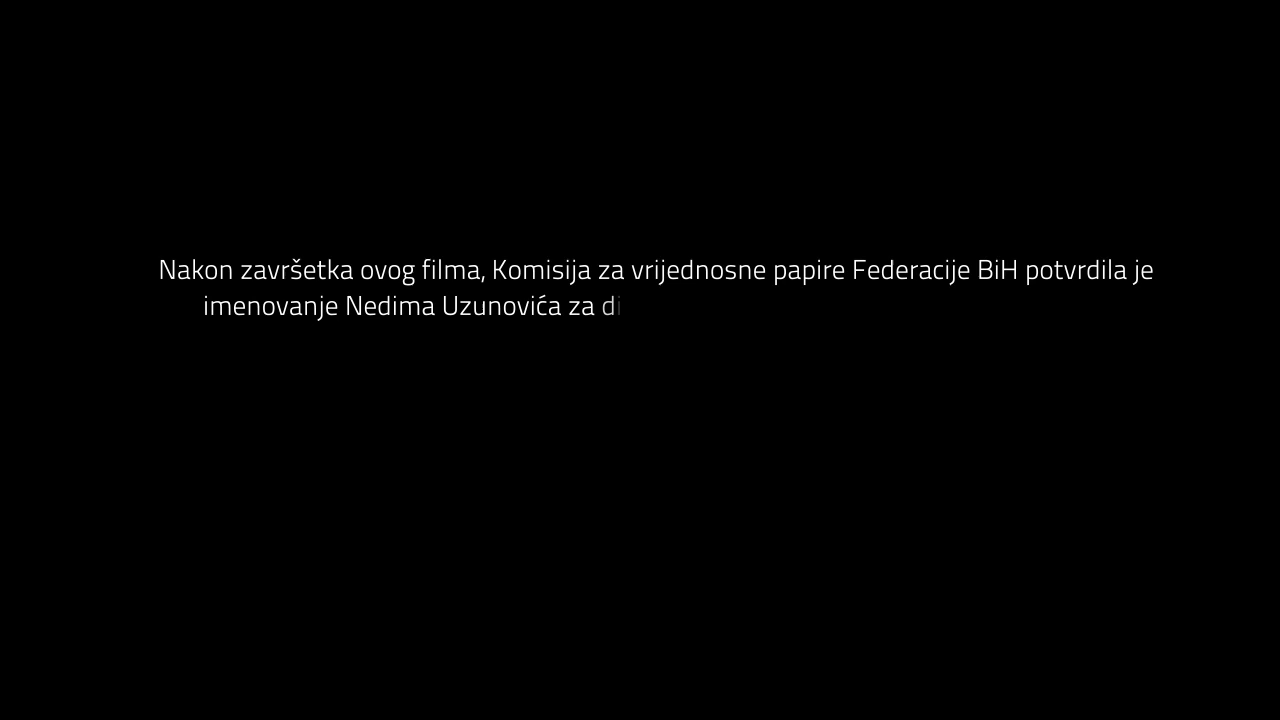 Nakon završetka ovog filma, Komisija za vrijednosne papire Federacije BiH potvrdila je
imenovanje Nedima Uzunovića za di